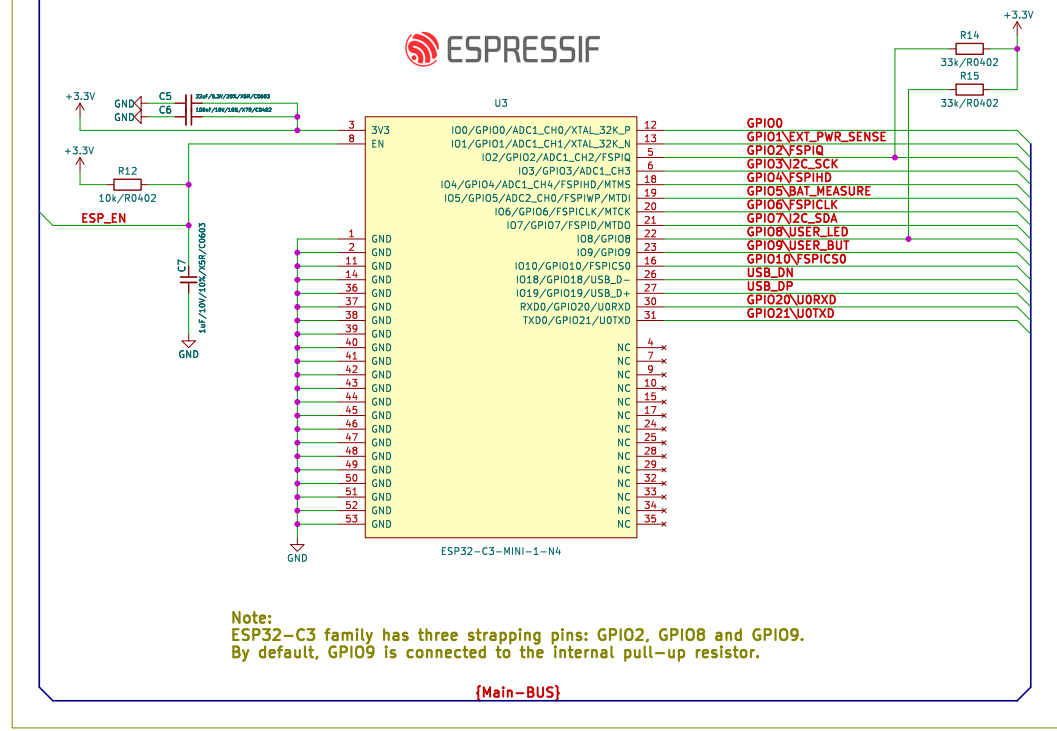 +3.3V
ESPRESSIF
R14
33k/R0402
R15
33k/R0402
+3.3V
C5
22uF/6.3V/20%/X5R/C0603
GND
C6
100nF/10V/10%/X7R/C0402
GND
U3
3 3V3
8 EN
+3.3V
R12
10k/R0402
ESP_EN
C7
1uF/10V/10%/X5R/C0603
GND
IO0/GPIO0/ADC1_CH0/XTAL_32K_P 12 GPIO0
IO1/GPIO1/ADC1_CH1/XTAL_32K_N 13 GPIO1\EXT_PWR_SENSE
IO2/GPIO2/ADC1_CH2/FSPIQ 5 GPIO2\FSPIQ
IO3/GPIO3/ADC1_CH3 6 GPIO3\I2C_SCK
IO4/GPIO4/ADC1_CH4/FSPIHD/MTMS 18 GPIO4\FSPIHD
IO5/GPIO5/ADC2_CH0/FSPIWP/MTDI 19 GPIO5\BAT_MEASURE
IO6/GPIO6/FSPICLK/MTCK 20 GPIO6\FSPICLK
IO7/GPIO7/FSPID/MTDO 21 GPIO7\I2C_SDA
1 GND IO8/GPIO8 22 GPIO8\USER_LED
2 GND IO9/GPIO9 23 GPIO9\USER_BUT
11 GND IO10/GPIO10/FSPICS0 16 GPIO10\FSPICS0
14 GND IO18/GPIO18/USB_D- 26 USB_DN
36 GND IO19/GPIO19/USB_D+ 27 USB_DP
37 GND RXD0/GPIO20/U0RXD 30 GPIO20\U0RXD
38 GND TXD0/GPIO21/U0TXD 31 GPIO21\U0TXD
39 GND
40 GND NC 4
41 GND NC 7
42 GND NC 9
43 GND NC 10
44 GND NC 15
45 GND NC 17
46 GND NC 24
47 GND NC 25
48 GND NC 28
49 GND NC 29
50 GND NC 32
51 GND NC 33
52 GND NC 34
53 GND NC 35
GND
ESP32-C3-MINI-1-N4
Note:
ESP32-C3 family has three strapping pins: GPIO2, GPIO8 and GPIO9.
By default, GPIO9 is connected to the internal pull-up resistor.
{Main-BUS}